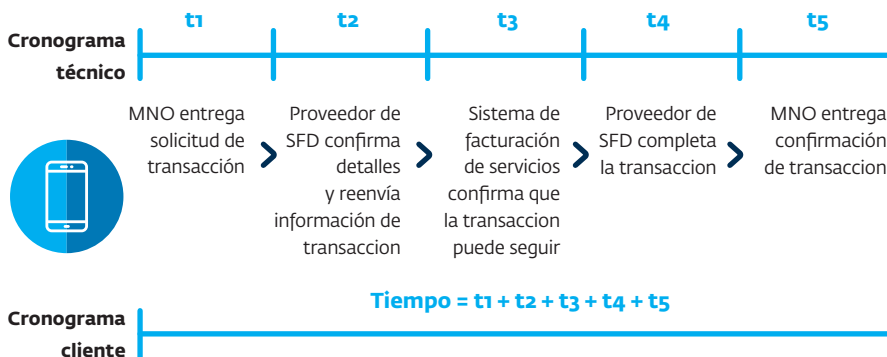 t1
t2
t3
t4
t5
Cronograma
técnico
MNO entrega
solicitud de
transacción
Proveedor de
SFD confirma
detalles
y reenvía
información de
transaccion
Sistema de
facturación
de servicios
confirma que
la transaccion
puede seguir
Proveedor de
SFD completa
la transaccion
MNO entrega
confirmación
de transaccion
Tiempo = t1 + t2 + t3 + t4 + t5
Cronograma
cliente